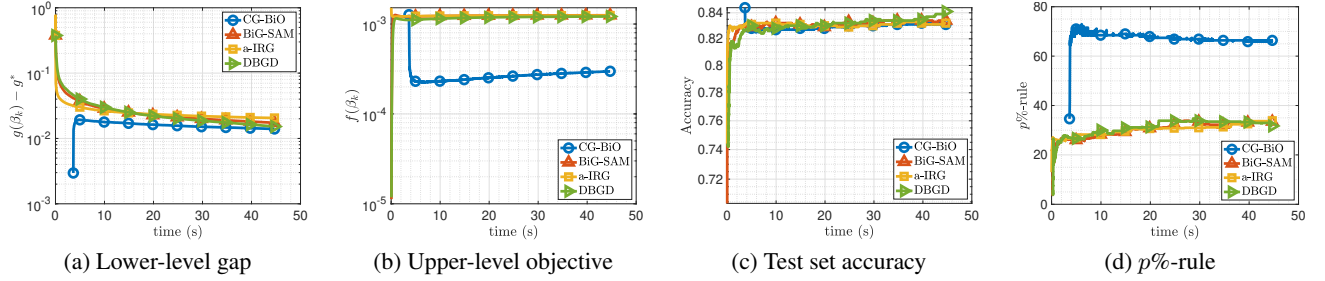 10^0
10^-1
10^-2
10^-3
g(β_k) − g*
0 10 20 30 40 50
time (s)
CG-BiO
BiG-SAM
a-IRG
DBGD
(a) Lower-level gap
10^-3
10^-4
10^-5
f(β_k)
0 10 20 30 40 50
time (s)
CG-BiO
BiG-SAM
a-IRG
DBGD
(b) Upper-level objective
0.84
0.82
0.8
0.78
0.76
0.74
0.72
Accuracy
0 10 20 30 40 50
time (s)
CG-BiO
BiG-SAM
a-IRG
DBGD
(c) Test set accuracy
80
60
40
20
0
p%-rule
0 10 20 30 40 50
time (s)
CG-BiO
BiG-SAM
a-IRG
DBGD
(d) p%-rule